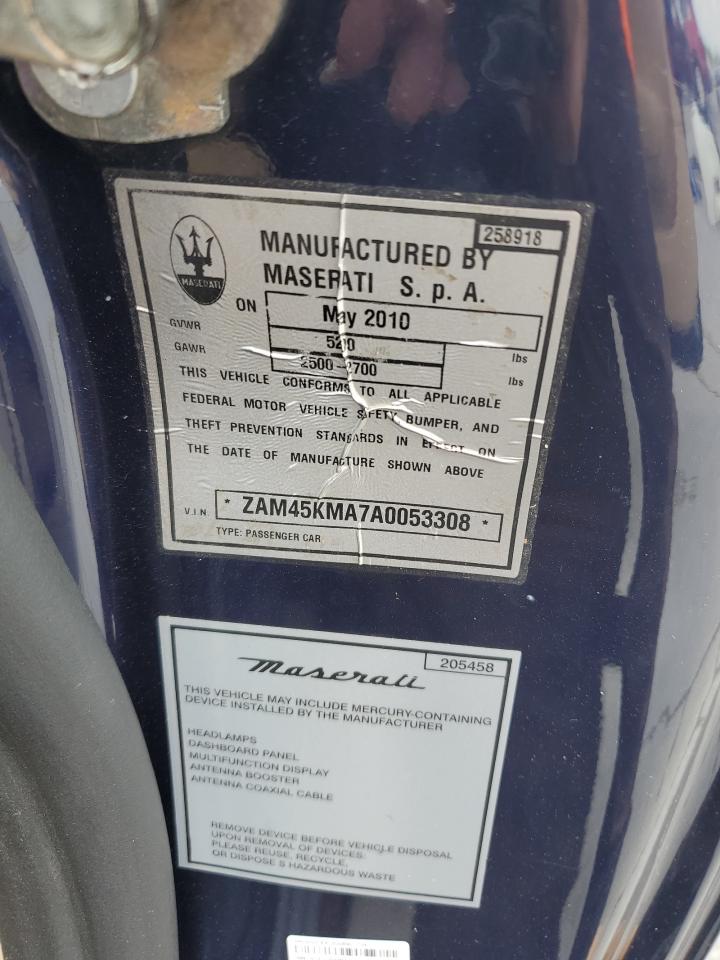 258918
MASERATI
MANUFACTURED BY
MASERATI S. p. A.
ON May 2010
GVWR lbs
GAWR 2500 lbs
THIS VEHICLE CONFORMS TO ALL APPLICABLE
FEDERAL MOTOR VEHICLE SAFETY, BUMPER, AND
THEFT PREVENTION STANDARDS IN EFFECT ON
THE DATE OF MANUFACTURE SHOWN ABOVE
V.I.N. * ZAM45KMA7A0053308 *
TYPE: PASSENGER CAR
Maserati 205458
THIS VEHICLE MAY INCLUDE MERCURY-CONTAINING
DEVICE INSTALLED BY THE MANUFACTURER
HEADLAMPS
DASHBOARD PANEL
MULTIFUNCTION DISPLAY
ANTENNA BOOSTER
ANTENNA COAXIAL CABLE
REMOVE DEVICE BEFORE VEHICLE DISPOSAL
UPON REMOVAL OF DEVICES:
PLEASE REUSE, RECYCLE,
OR DISPOSE S HAZARDOUS WASTE